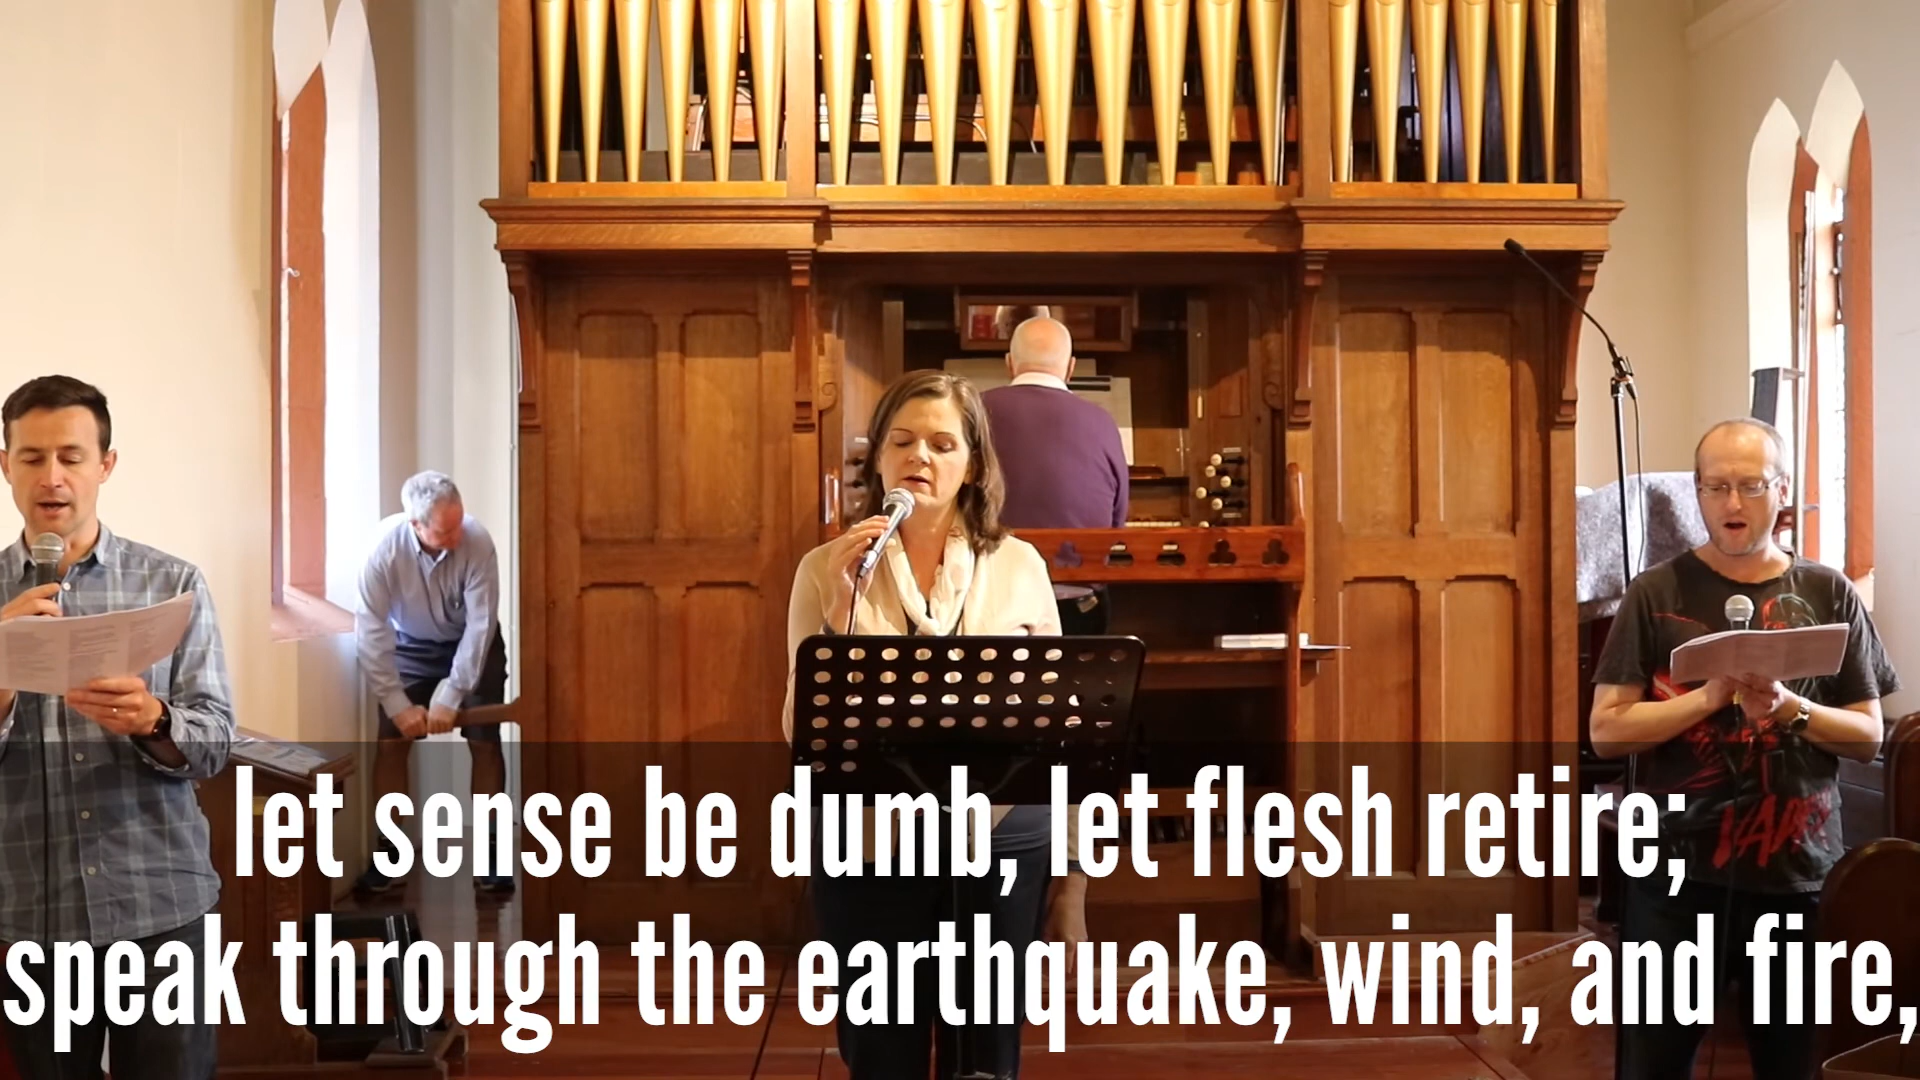 let sense be dumb, let flesh retire;
speak through the earthquake, wind, and fire,